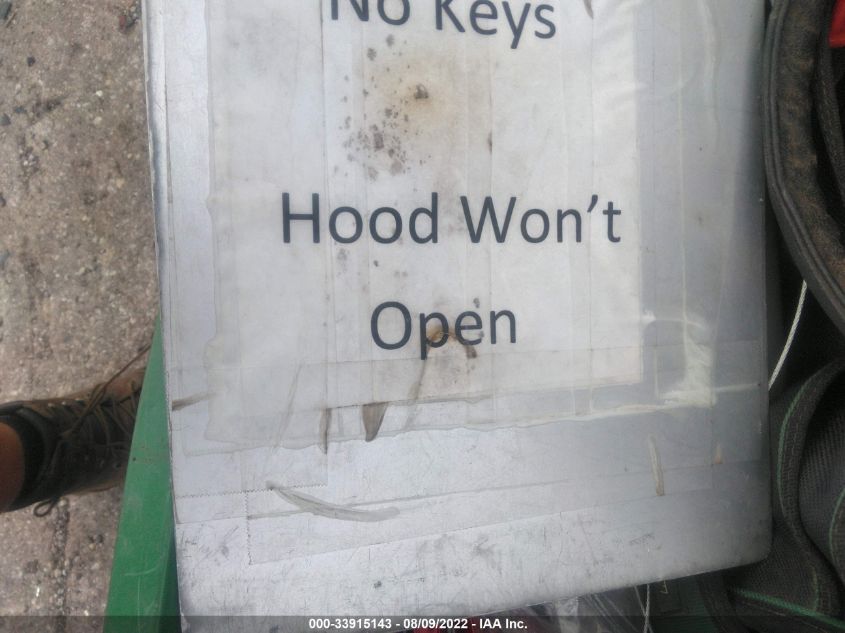 No Keys
Hood Won't
Open
000-33915143 - 08/09/2022 - IAA Inc.